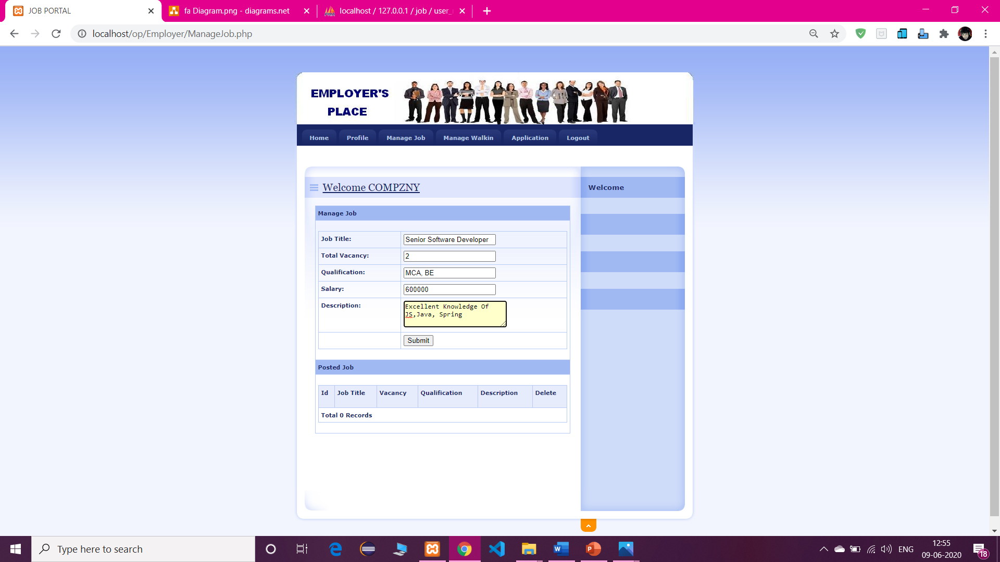 JOB PORTAL
fa Diagram.png - diagrams.net
localhost / 127.0.0.1 / job / user_
localhost/op/Employer/ManageJob.php
EMPLOYER'S
PLACE
Home
Profile
Manage Job
Manage Walkin
Application
Logout
Welcome COMPZNY
Welcome
Manage Job
Job Title:
Senior Software Developer
Total Vacancy:
2
Qualification:
MCA, BE
Salary:
600000
Description:
Excellent Knowledge Of
JS,Java, Spring
Submit
Posted Job
Id Job Title Vacancy Qualification Description Delete
Total 0 Records
Type here to search
ENG
12:55
09-06-2020
18